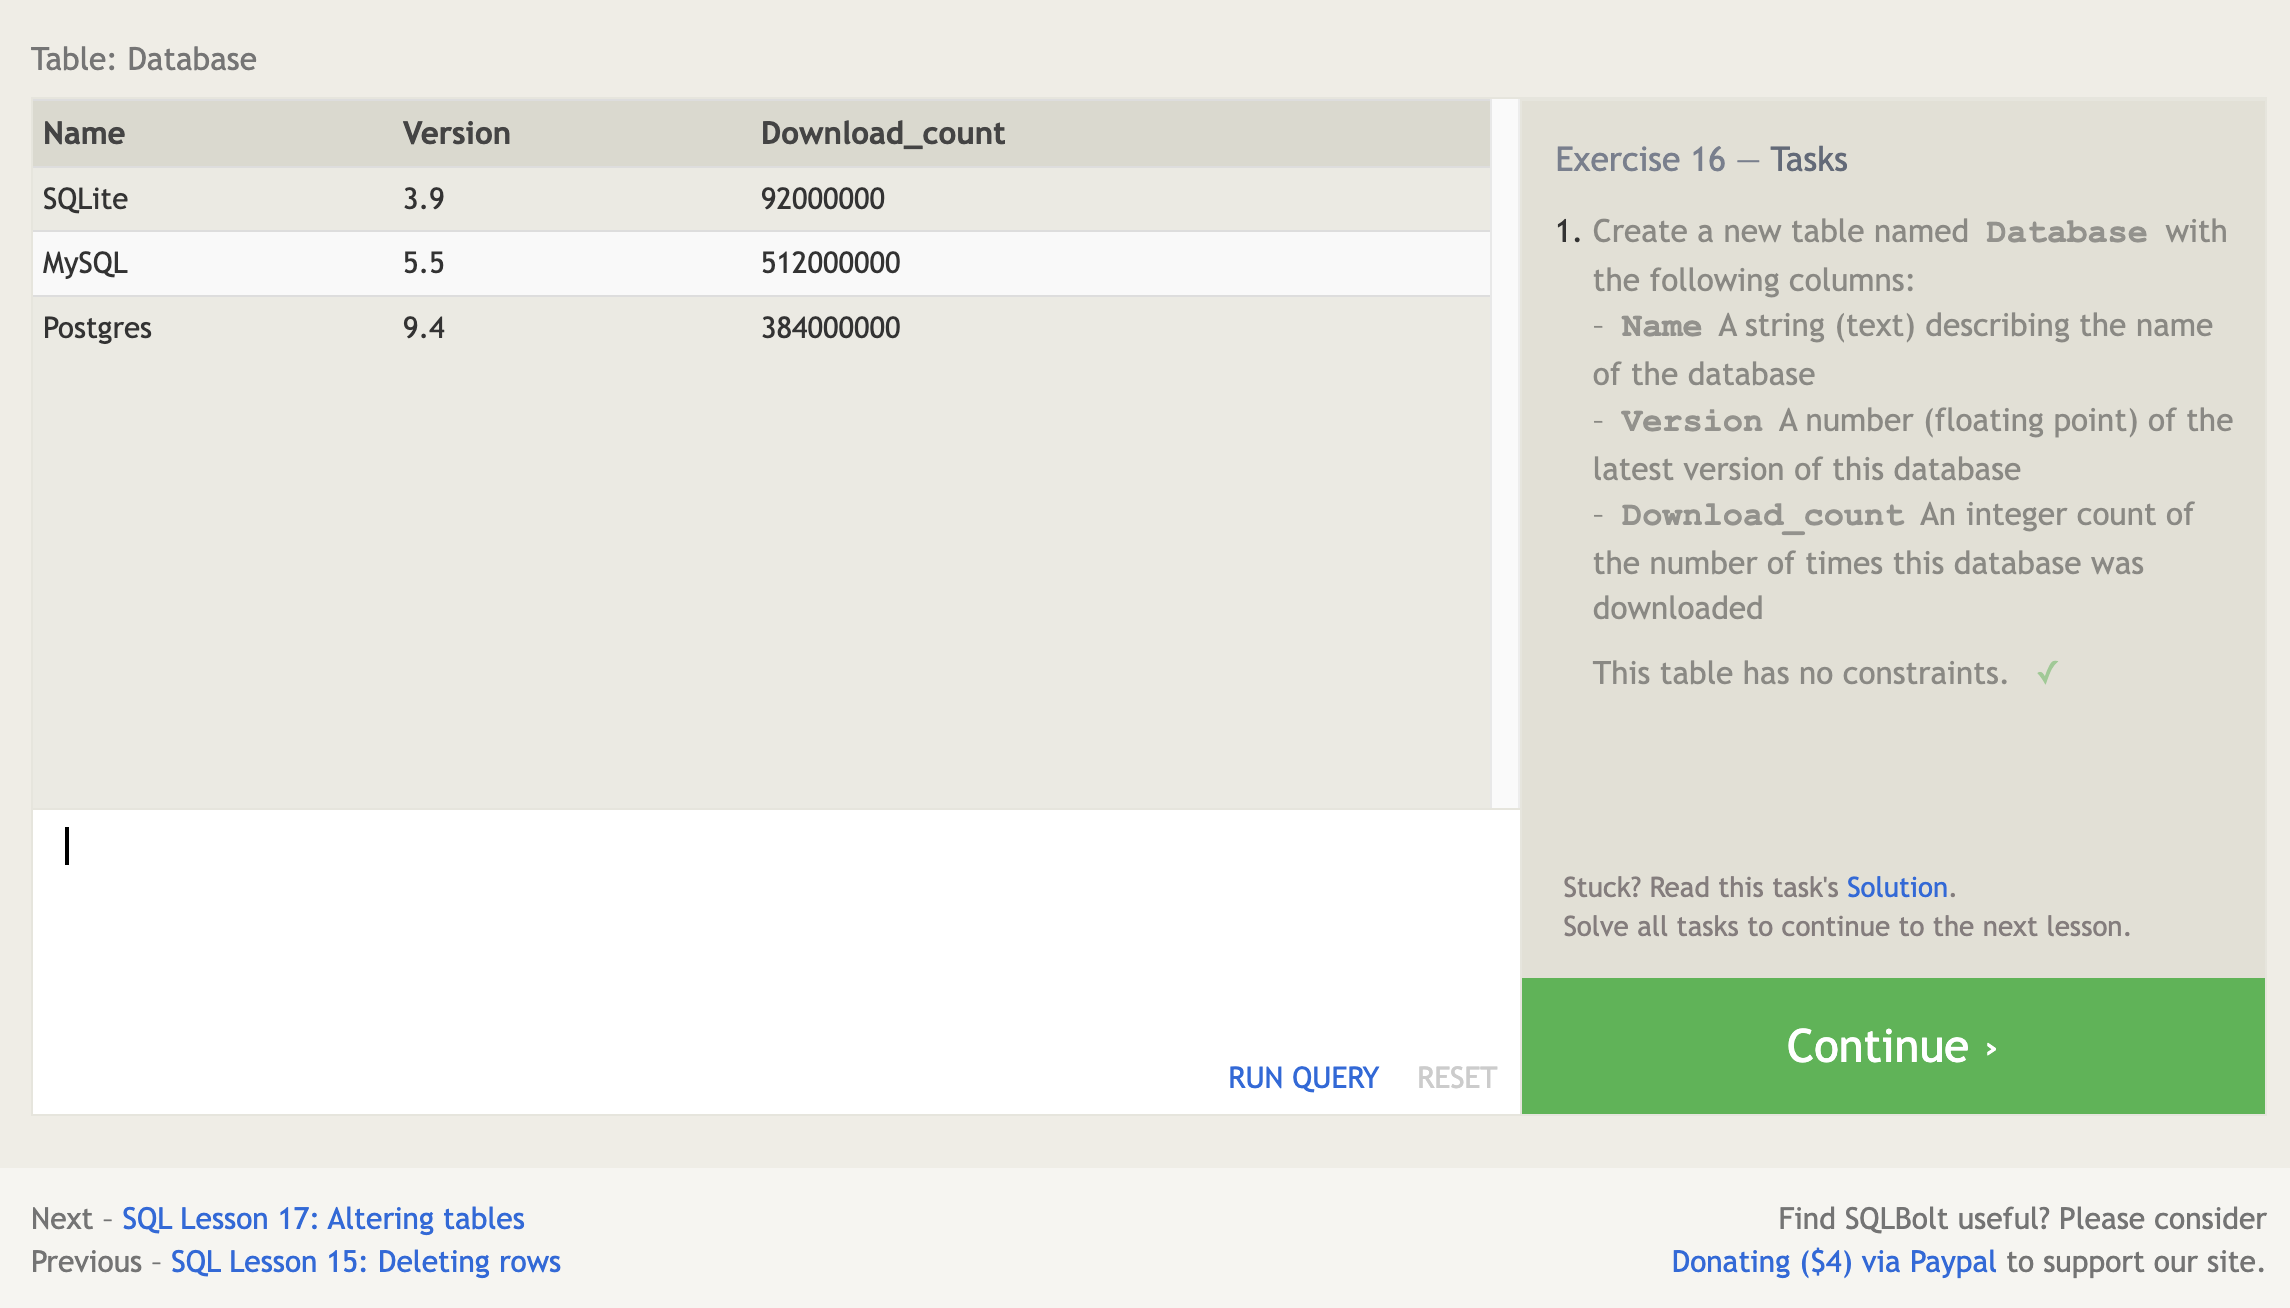 Table: Database
Name Version Download_count
SQLite 3.9 92000000
MySQL 5.5 512000000
Postgres 9.4 384000000
RUN QUERY RESET
Exercise 16 — Tasks
1. Create a new table named Database with
the following columns:
– Name A string (text) describing the name
of the database
– Version A number (floating point) of the
latest version of this database
– Download_count An integer count of
the number of times this database was
downloaded
This table has no constraints. ✓
Stuck? Read this task's Solution.
Solve all tasks to continue to the next lesson.
Continue ›
Next – SQL Lesson 17: Altering tables
Previous – SQL Lesson 15: Deleting rows
Find SQLBolt useful? Please consider
Donating ($4) via Paypal to support our site.